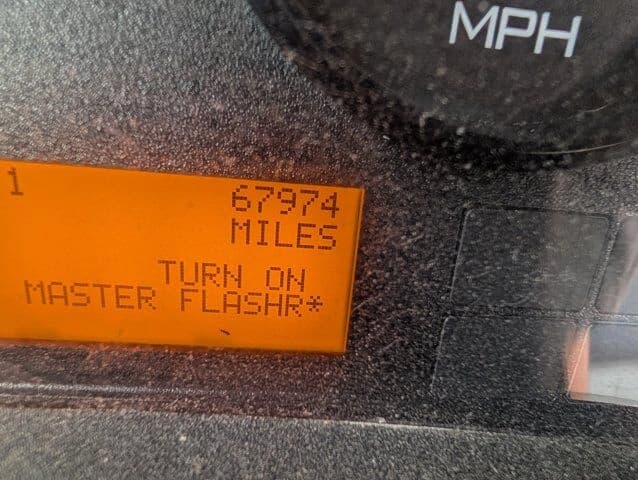 MPH
1 67974
MILES
TURN ON
MASTER FLASHR*